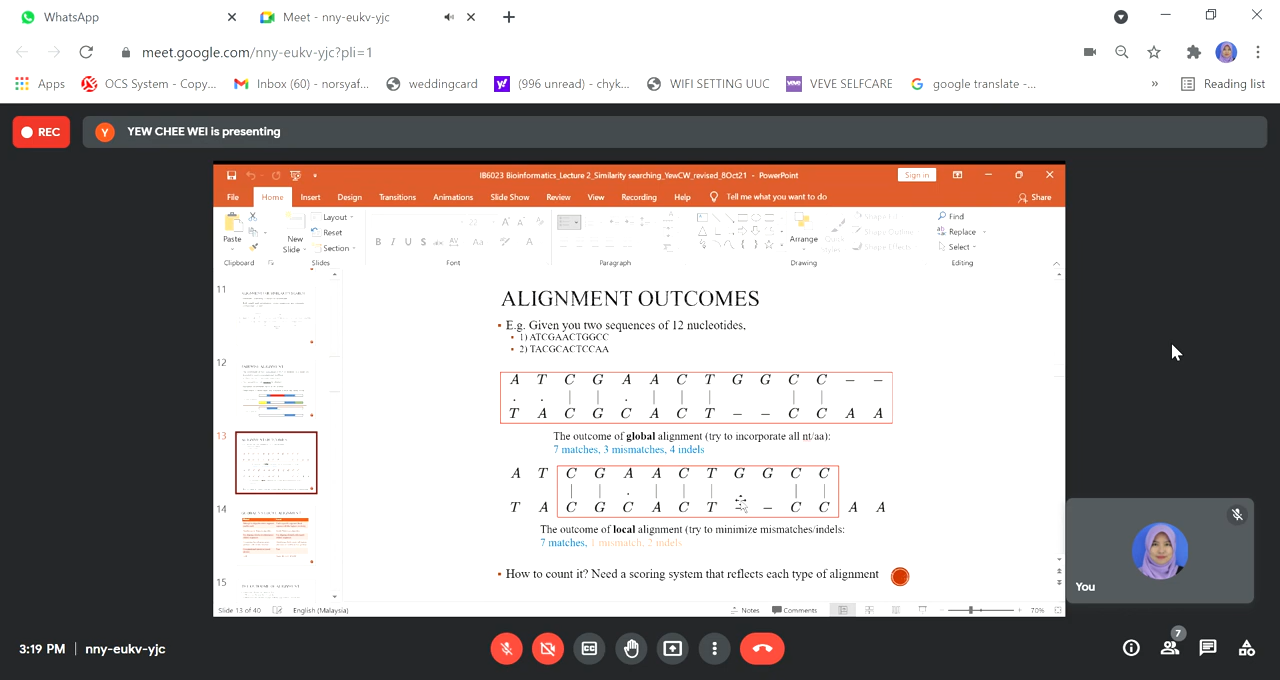 WhatsApp
Meet - nny-eukv-yjc
meet.google.com/nny-eukv-yjc?pli=1
Apps
OCS System - Copy...
Inbox (60) - norsyaf...
weddingcard
(996 unread) - chyk...
WIFI SETTING UUC
VEVE SELFCARE
google translate -...
Reading list
REC
Y
YEW CHEE WEI is presenting
IB6023 Bioinformatics_Lecture 2_Similarity searching_YewCW_revised_8Oct21 - PowerPoint
Sign in
File Home Insert Design Transitions Animations Slide Show Review View Recording Help Tell me what you want to do
Share
Paste
New
Slide
Layout
Reset
Section
Arrange
Find
Replace
Select
Clipboard
Slides
Font
Paragraph
Drawing
Editing
11
12
13
14
15
ALIGNMENT OUTCOMES
E.g. Given you two sequences of 12 nucleotides.
1) ATCGAACTGGCC
2) TACGCACTCCAA
A T C G A A C T G G C C – –
T A C G C A C T – – C C A A
The outcome of global alignment (try to incorporate all nt/aa):
7 matches, 3 mismatches, 4 indels
A T C G A A C T G G C C
T A C G C A C T – – C C A A
The outcome of local alignment (to minimize mismatches/indels:
7 matches, 1 mismatch, 2 indels
How to count it? Need a scoring system that reflects each type of alignment
Slide 13 of 40
English (Malaysia)
Notes
Comments
70%
You
3:19 PM
nny-eukv-yjc
7